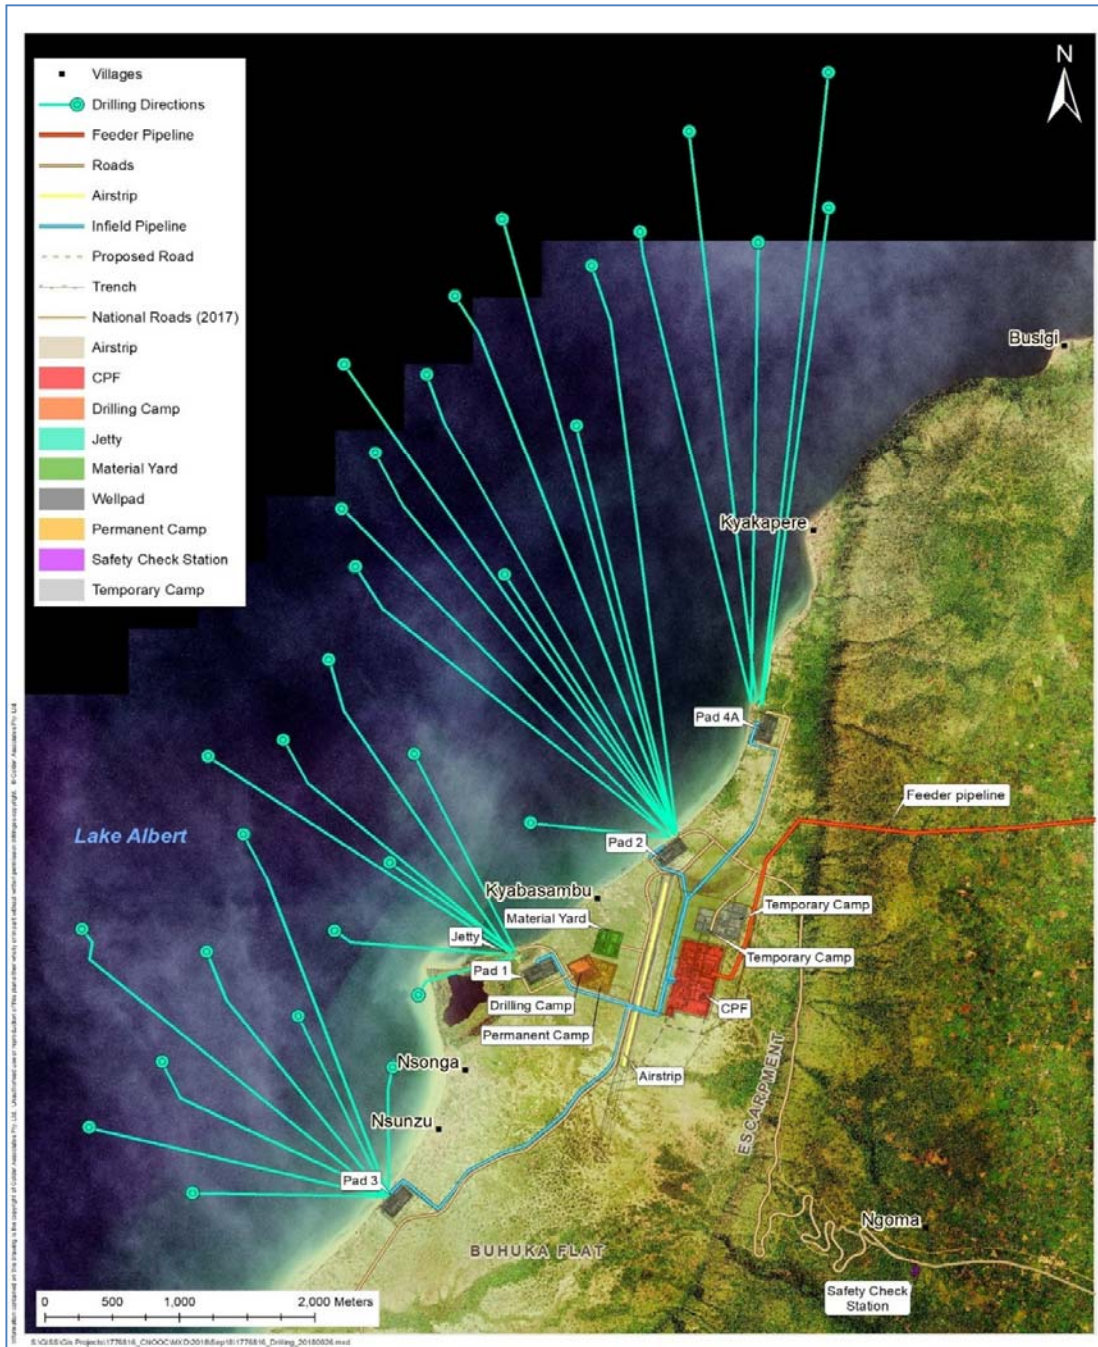 N
Villages
Drilling Directions
Feeder Pipeline
Roads
Airstrip
Infield Pipeline
Proposed Road
Trench
National Roads (2017)
Airstrip
CPF
Drilling Camp
Jetty
Material Yard
Wellpad
Permanent Camp
Safety Check Station
Temporary Camp
Busigi
Kyakapere
Pad 4A
Feeder pipeline
Lake Albert
Pad 2
Kyabasambu
Temporary Camp
Material Yard
Jetty
Temporary Camp
Pad 1
Drilling Camp
CPF
Permanent Camp
Nsonga
Airstrip
ESCARPMENT
Nsunzu
Pad 3
Ngoma
BUHUKA FLAT
Safety Check
Station
0 500 1,000 2,000 Meters